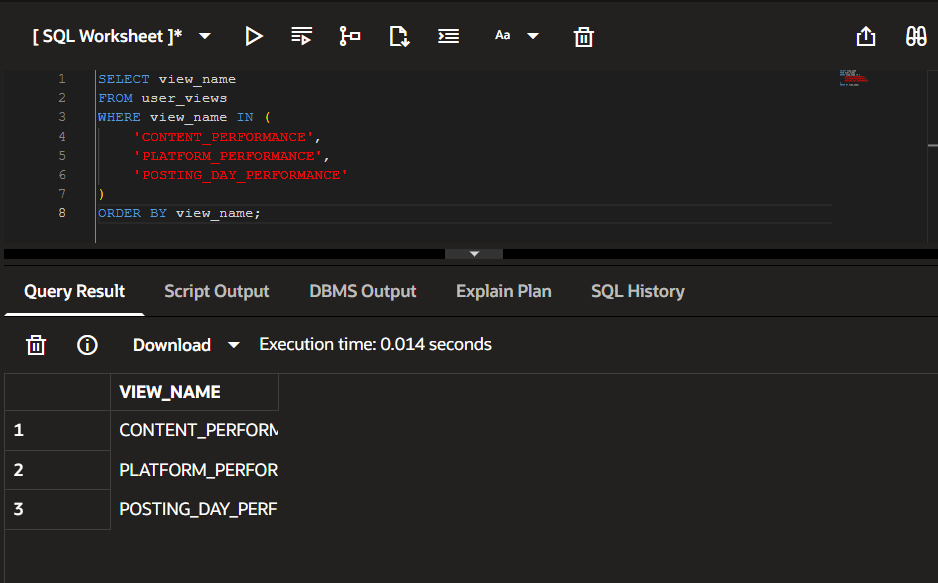 [ SQL Worksheet ]* Aa
1 SELECT view_name
2 FROM user_views
3 WHERE view_name IN (
4 'CONTENT_PERFORMANCE',
5 'PLATFORM_PERFORMANCE',
6 'POSTING_DAY_PERFORMANCE'
7 )
8 ORDER BY view_name;
Query Result Script Output DBMS Output Explain Plan SQL History
Download Execution time: 0.014 seconds
VIEW_NAME
1 CONTENT_PERFORM
2 PLATFORM_PERFOR
3 POSTING_DAY_PERF